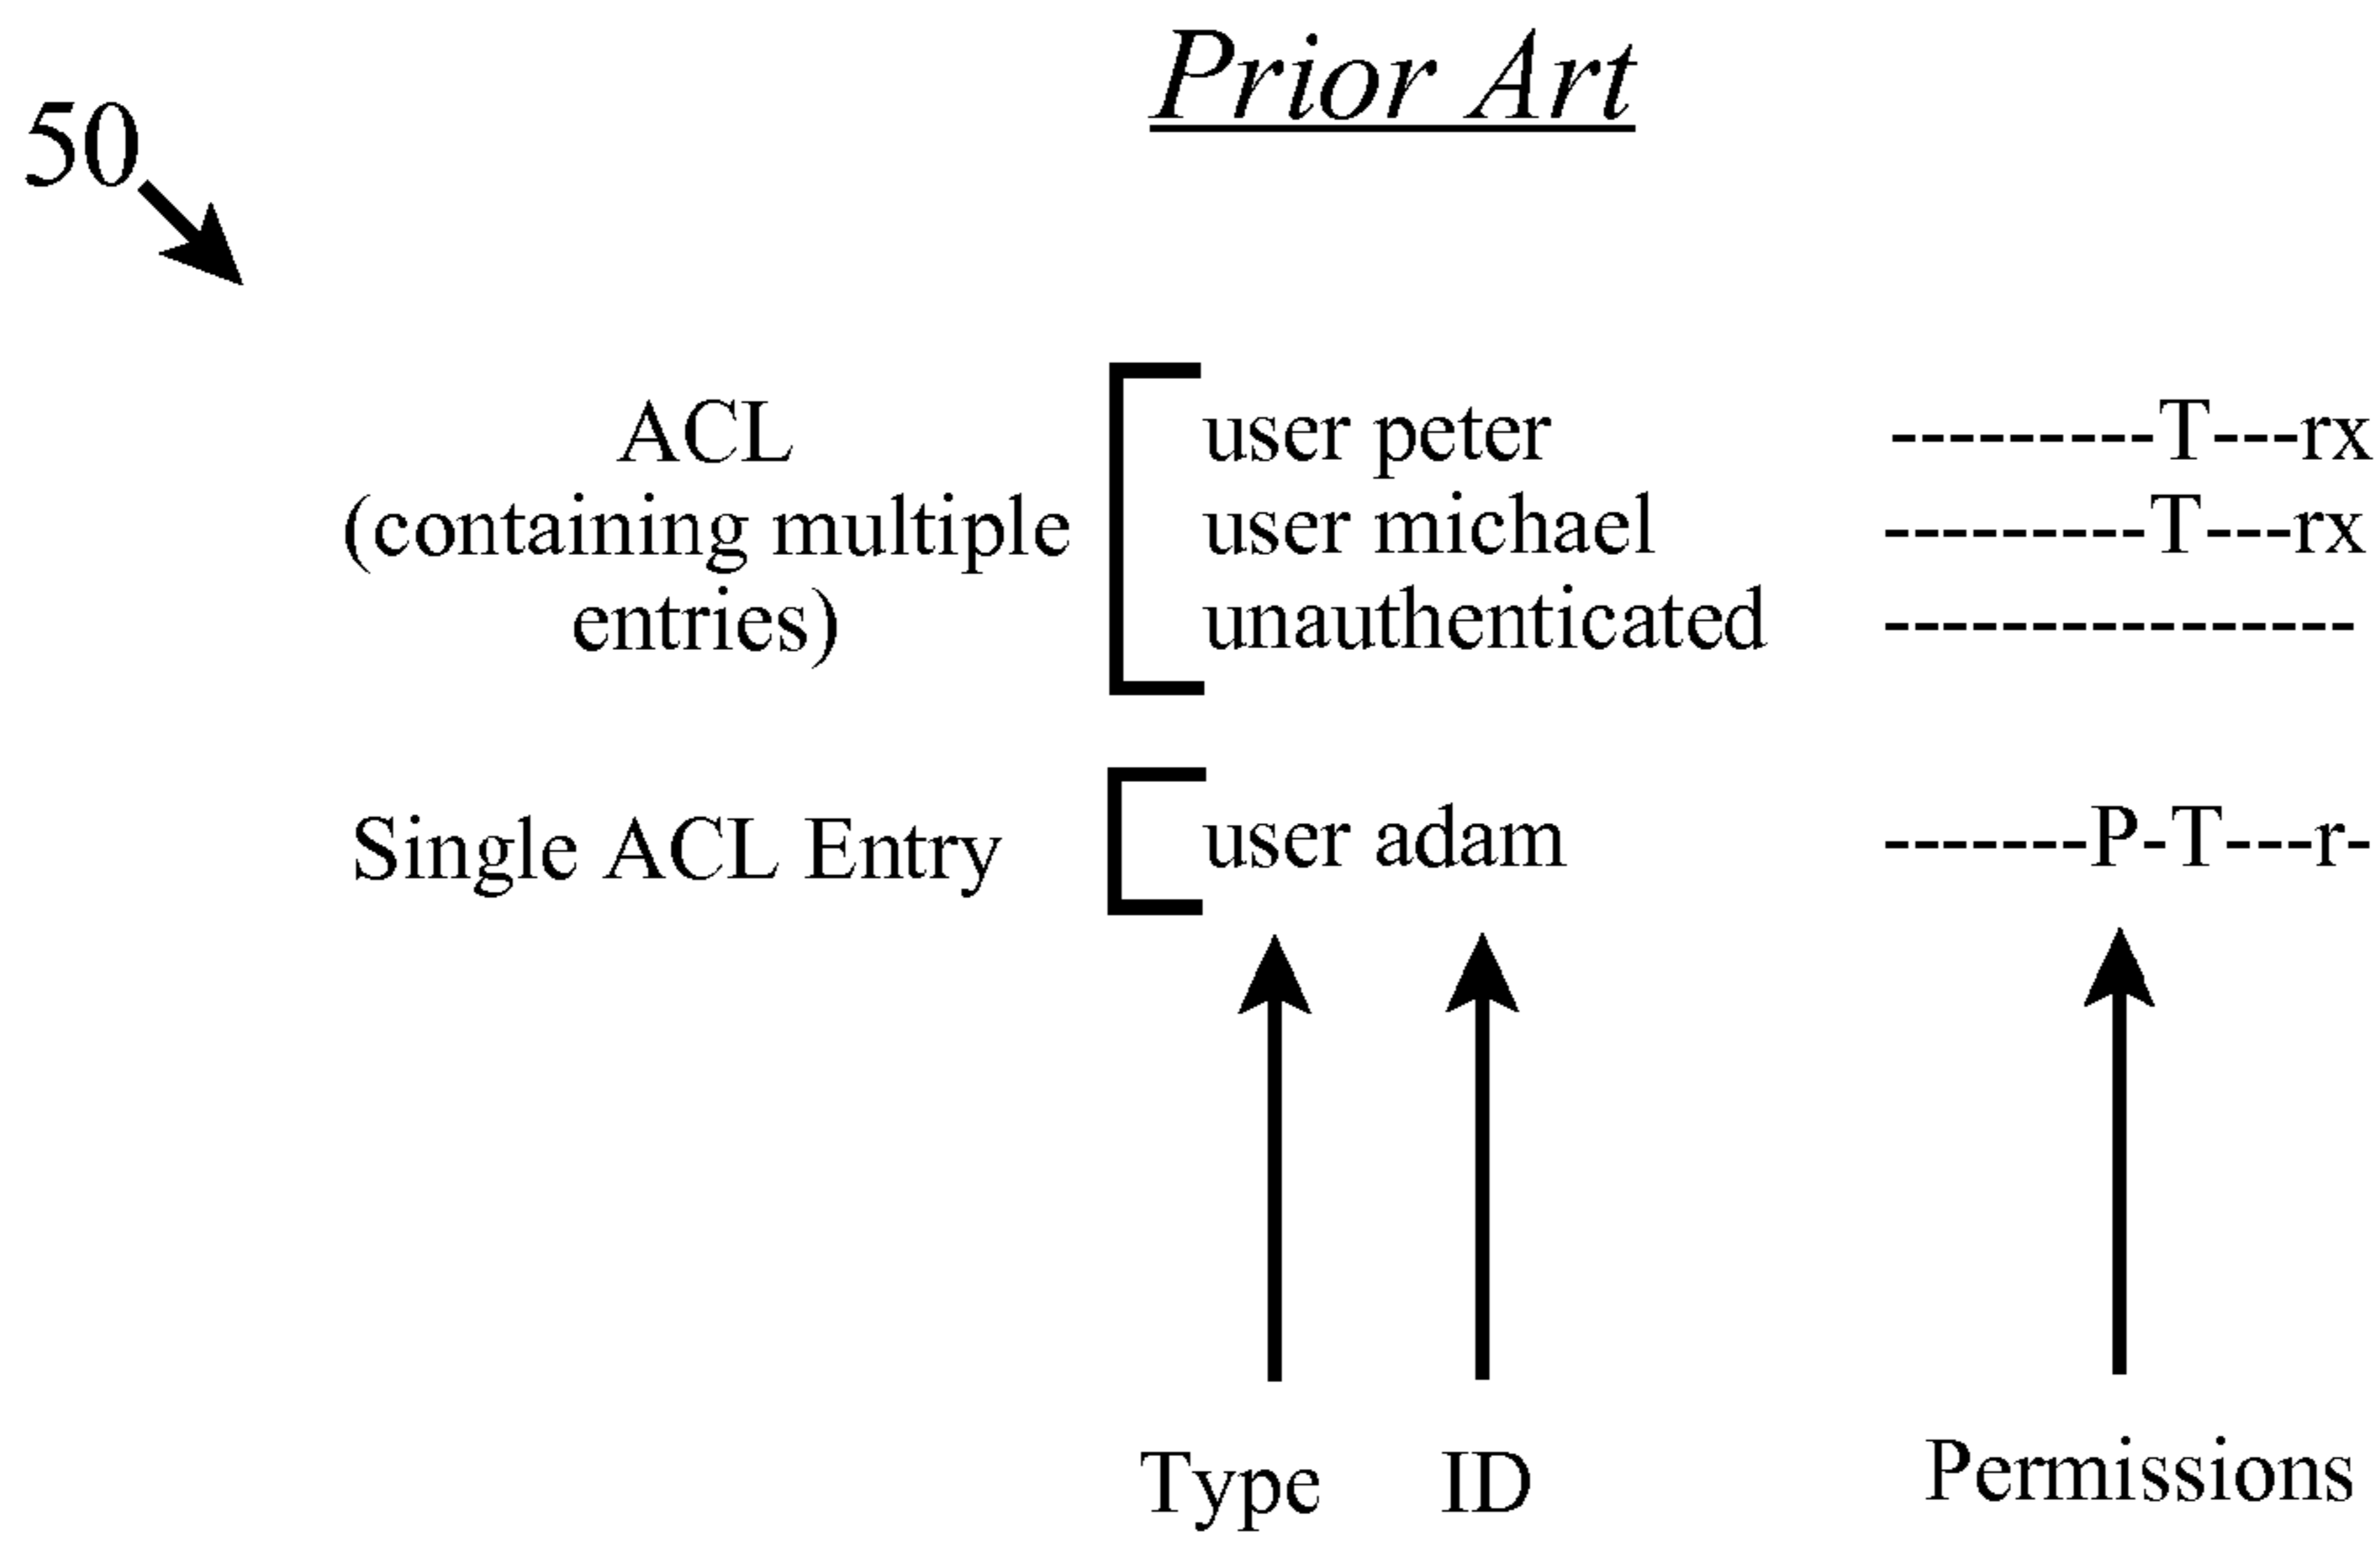 Prior Art
50
ACL
(containing multiple
entries)
user peter ---------T---rx
user michael ---------T---rx
unauthenticated ----------------
Single ACL Entry
user adam -------P-T---r-
Type ID Permissions